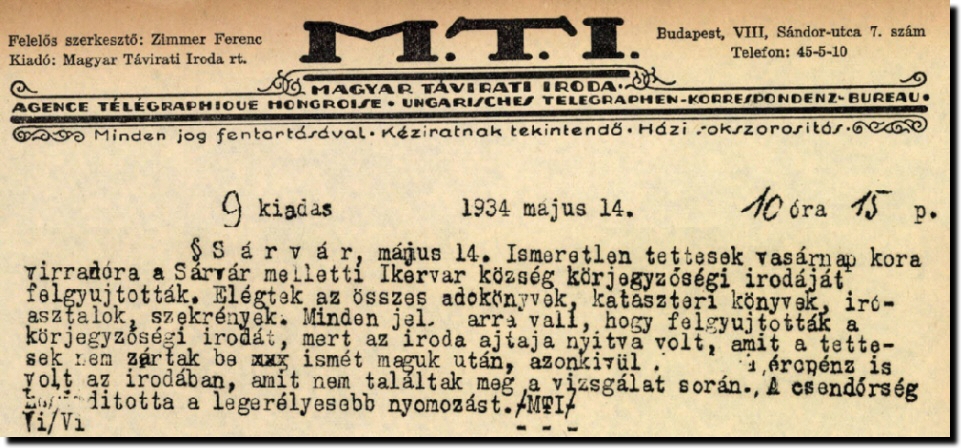 Felelős szerkesztő: Zimmer Ferenc
Kiadó: Magyar Távirati Iroda rt.
M.T.I.
Budapest, VIII, Sándor-utca 7. szám
Telefon: 45-5-10
MAGYAR TÁVIRATI IRODA
AGENCE TÉLÉGRAPHIQUE HONGROISE • UNGARISCHES TELEGRAPHEN-KORRESPONDENZ-BUREAU •
Minden jog fentartásával • Kéziratnak tekintendő • Házi sokszorositás •
9 kiadás 1934 május 14. 10 óra 15 p.
§ S á r v á r, május 14. Ismeretlen tettesek vasárnap kora
virradóra a Sárvár melletti Ikervár község körjegyzőségi irodáját
felgyujtották. Elégtek az összes adókönyvek, kataszteri könyvek, iró-
asztalok, szekrények. Minden jel arra vall, hogy felgyujtották a
körjegyzőségi irodát, mert az iroda ajtaja nyitva volt, amit a tette-
sek nem zártak be xxx ismét maguk után, azonkivül is
volt az irodában, amit nem találtak meg a vizsgálat során. A csendőrség
a legerélyesebb nyomozást. /MTI/
Vi/Vi - - -